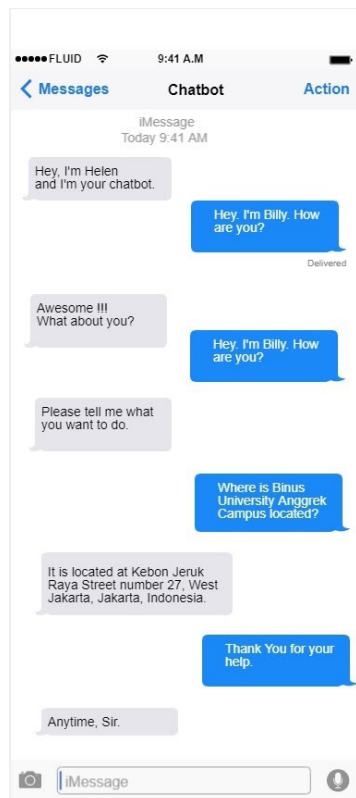 FLUID 9:41 A.M
Messages Chatbot Action
iMessage
Today 9:41 AM
Hey, I'm Helen
and I'm your chatbot.
Hey. I'm Billy. How
are you?
Delivered
Awesome !!!
What about you?
Hey. I'm Billy. How
are you?
Please tell me what
you want to do.
Where is Binus
University Anggrek
Campus located?
It is located at Kebon Jeruk
Raya Street number 27, West
Jakarta, Jakarta, Indonesia.
Thank You for your
help.
Anytime, Sir.
iMessage